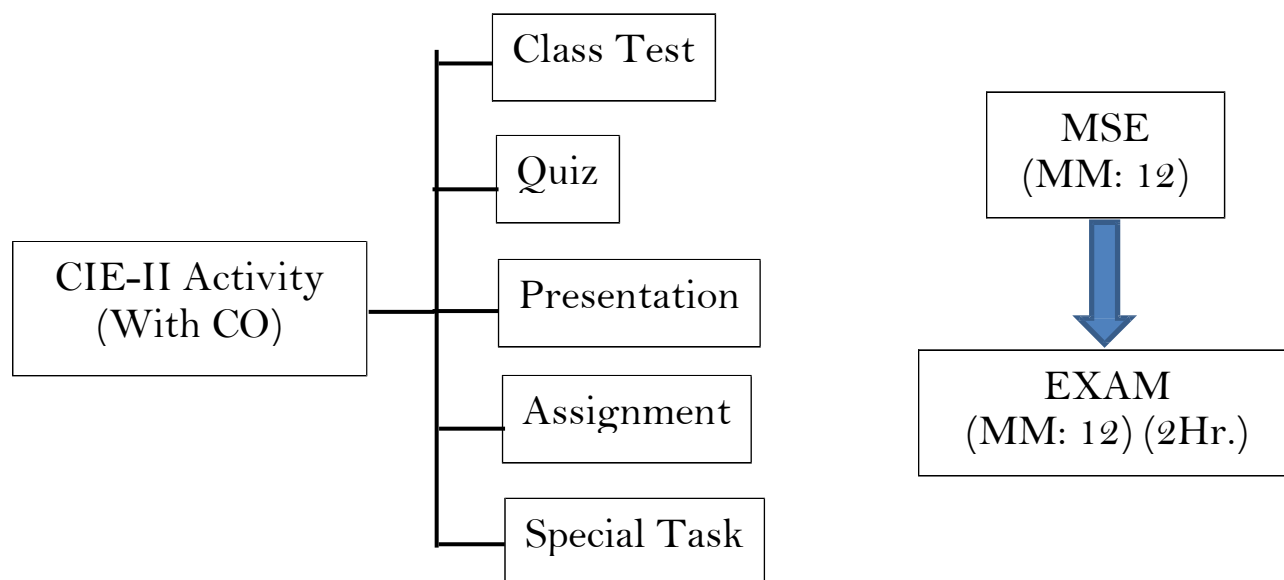 Class Test
Quiz
CIE-II Activity
(With CO)
Presentation
Assignment
Special Task
MSE
(MM: 12)
EXAM
(MM: 12) (2Hr.)